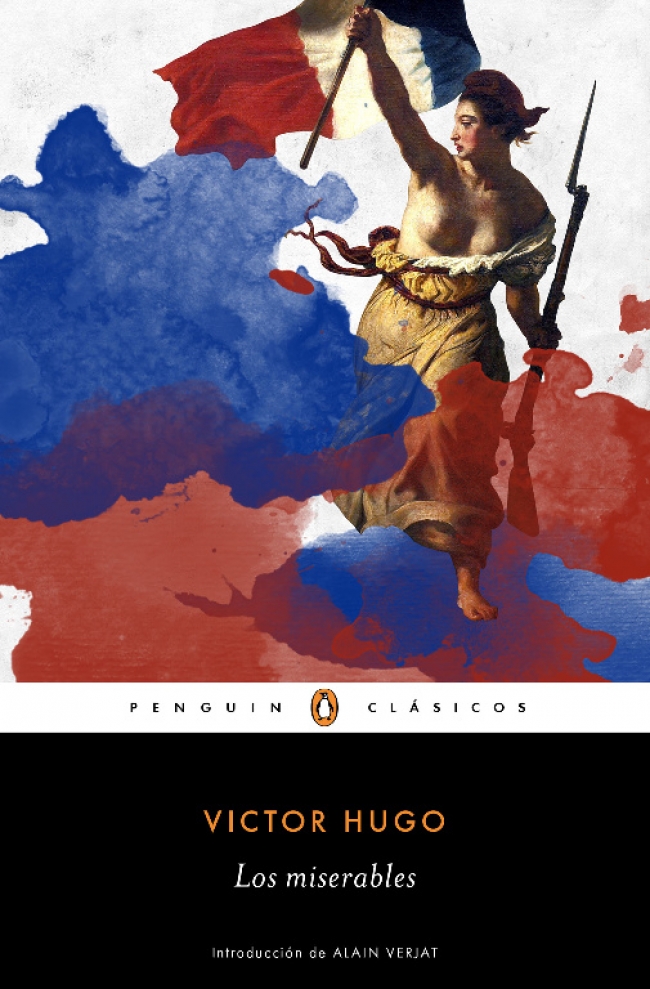 PENGUIN CLÁSICOS
VICTOR HUGO
Los miserables
Introducción de ALAIN VERJAT